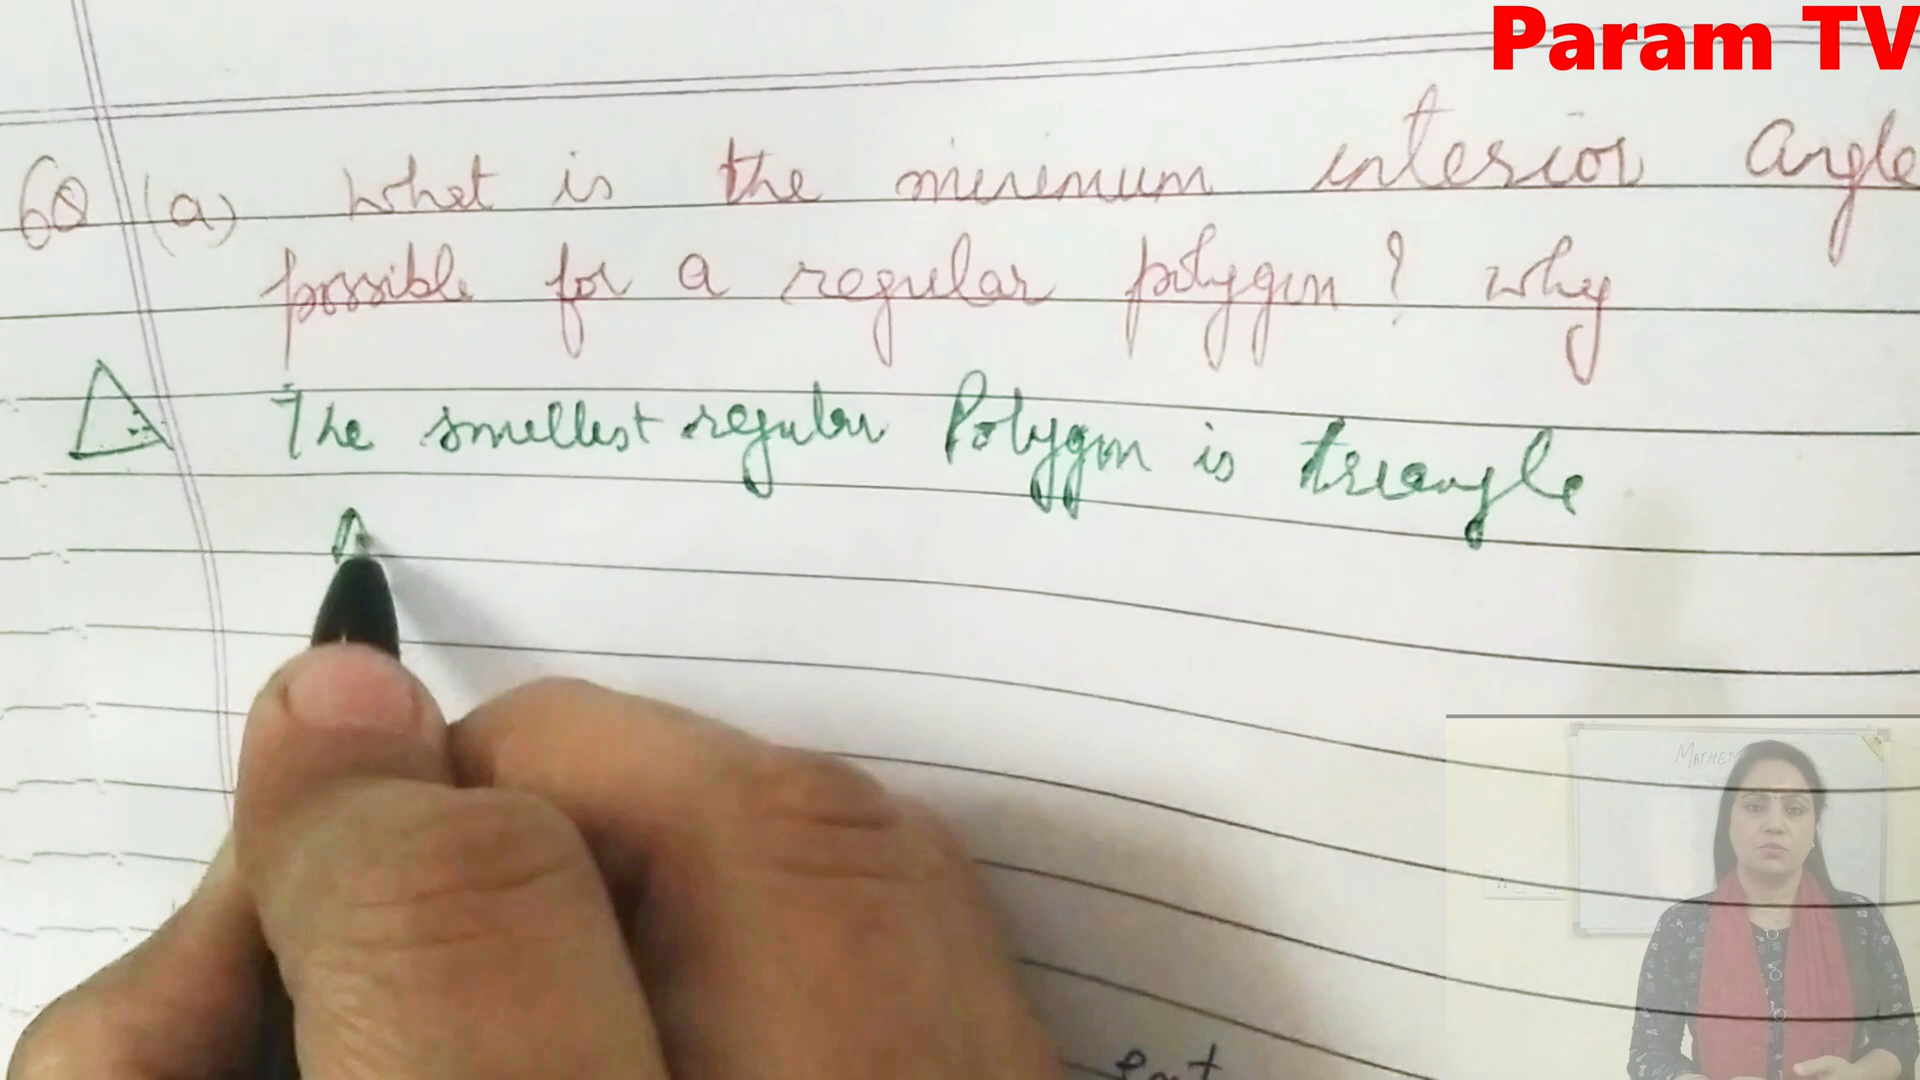 Param TV
6Q (a) What is the minimum interior angle
possible for a regular polygon? why
The smallest regular Polygon is triangle
MATHEM